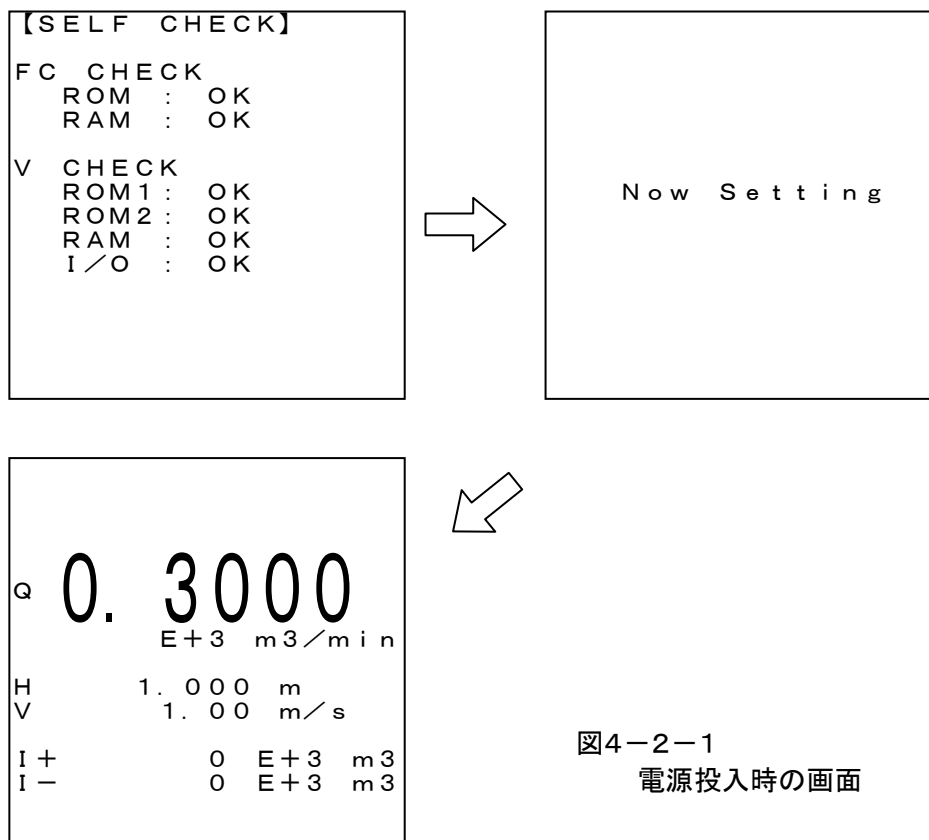 【SELF CHECK】
FC CHECK
ROM : OK
RAM : OK
V CHECK
ROM1: OK
ROM2: OK
RAM : OK
I/O : OK
Now Setting
Q 0.3000
E+3 m3/min
H 1.000 m
V 1.00 m/s
I+ 0 E+3 m3
I- 0 E+3 m3
図4-2-1
電源投入時の画面